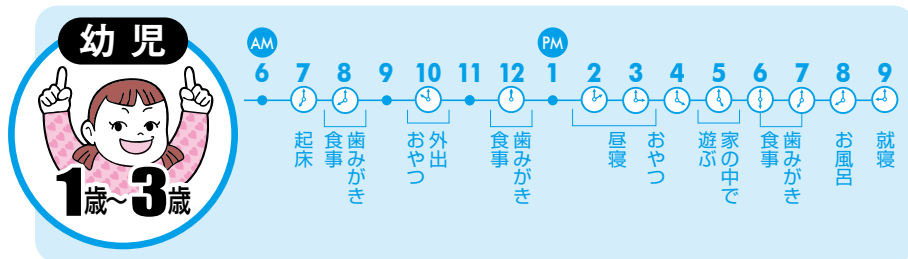 幼児
1歳~3歳
AM
PM
6 7 8 9 10 11 12 1 2 3 4 5 6 7 8 9
起床
歯みがき
食事
外出
おやつ
歯みがき
食事
昼寝
おやつ
家の中で
遊ぶ
歯みがき
食事
お風呂
就寝